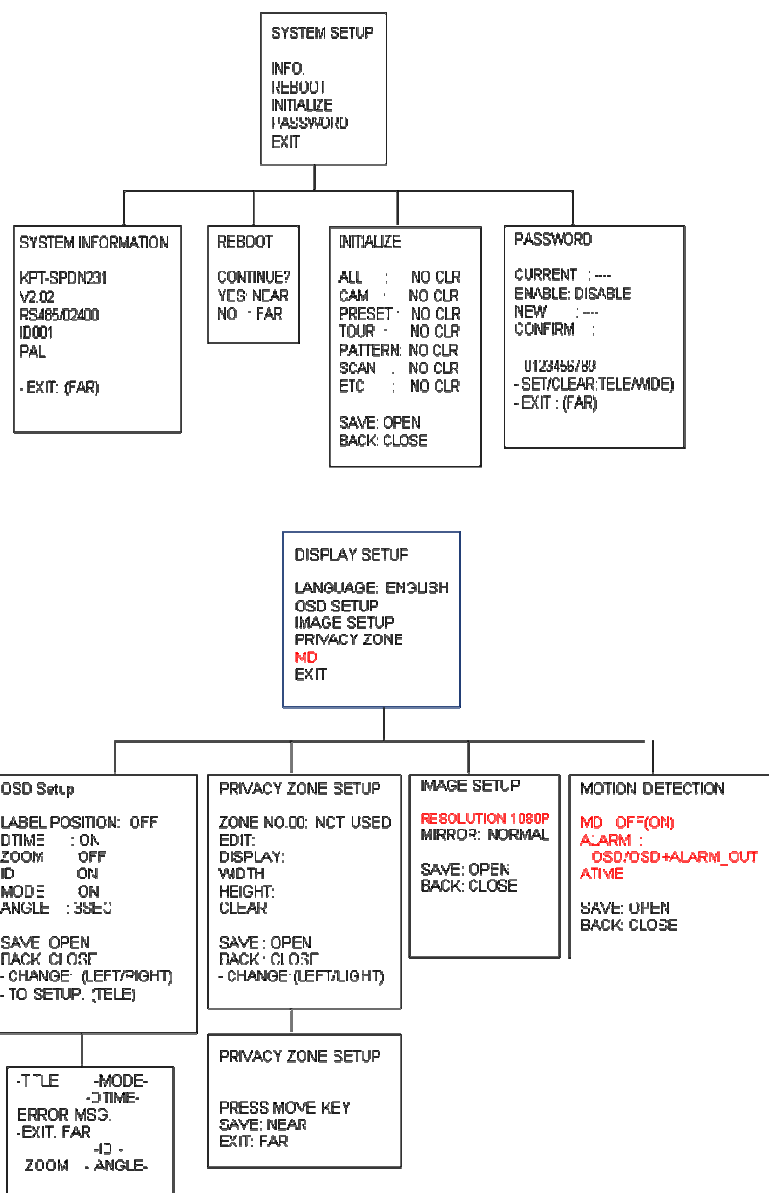 SYSTEM SETUP
INFO.
REBOOT
INITIALIZE
PASSWORD
EXIT
SYSTEM INFORMATION
KPT-SPDN231
V2.02
RS485/02400
ID001
PAL
- EXIT: (FAR)
REBOOT
CONTINUE?
YES: NEAR
NO : FAR
INITIALIZE
ALL : NO CLR
CAM : NO CLR
PRESET : NO CLR
TOUR : NO CLR
PATTERN: NO CLR
SCAN : NO CLR
ETC : NO CLR
SAVE: OPEN
BACK: CLOSE
PASSWORD
CURRENT : ----
ENABLE: DISABLE
NEW : ----
CONFIRM :
0123456789
- SET/CLEAR:TELE/WIDE)
- EXIT : (FAR)
DISPLAY SETUP
LANGUAGE: ENGLISH
OSD SETUP
IMAGE SETUP
PRIVACY ZONE
MD
EXIT
OSD Setup
LABEL POSITION: OFF
DTIME : ON
ZOOM OFF
ID ON
MODE ON
ANGLE : 3SEC
SAVE OPEN
BACK CLOSE
- CHANGE: (LEFT/RIGHT)
- TO SETUP. (TELE)
PRIVACY ZONE SETUP
ZONE NO.00: NOT USED
EDIT:
DISPLAY:
WIDTH
HEIGHT:
CLEAR
SAVE : OPEN
BACK : CLOSE
- CHANGE (LEFT/LIGHT)
IMAGE SETUP
RESOLUTION 1080P
MIRROR: NORMAL
SAVE: OPEN
BACK: CLOSE
MOTION DETECTION
MD OFF(ON)
ALARM :
OSD/OSD+ALARM_OUT
ATIME
SAVE: OPEN
BACK: CLOSE
-TITLE -MODE-
-DTIME-
ERROR MSG.
-EXIT. FAR
-ID -
ZOOM - ANGLE-
PRIVACY ZONE SETUP
PRESS MOVE KEY
SAVE: NEAR
EXIT: FAR